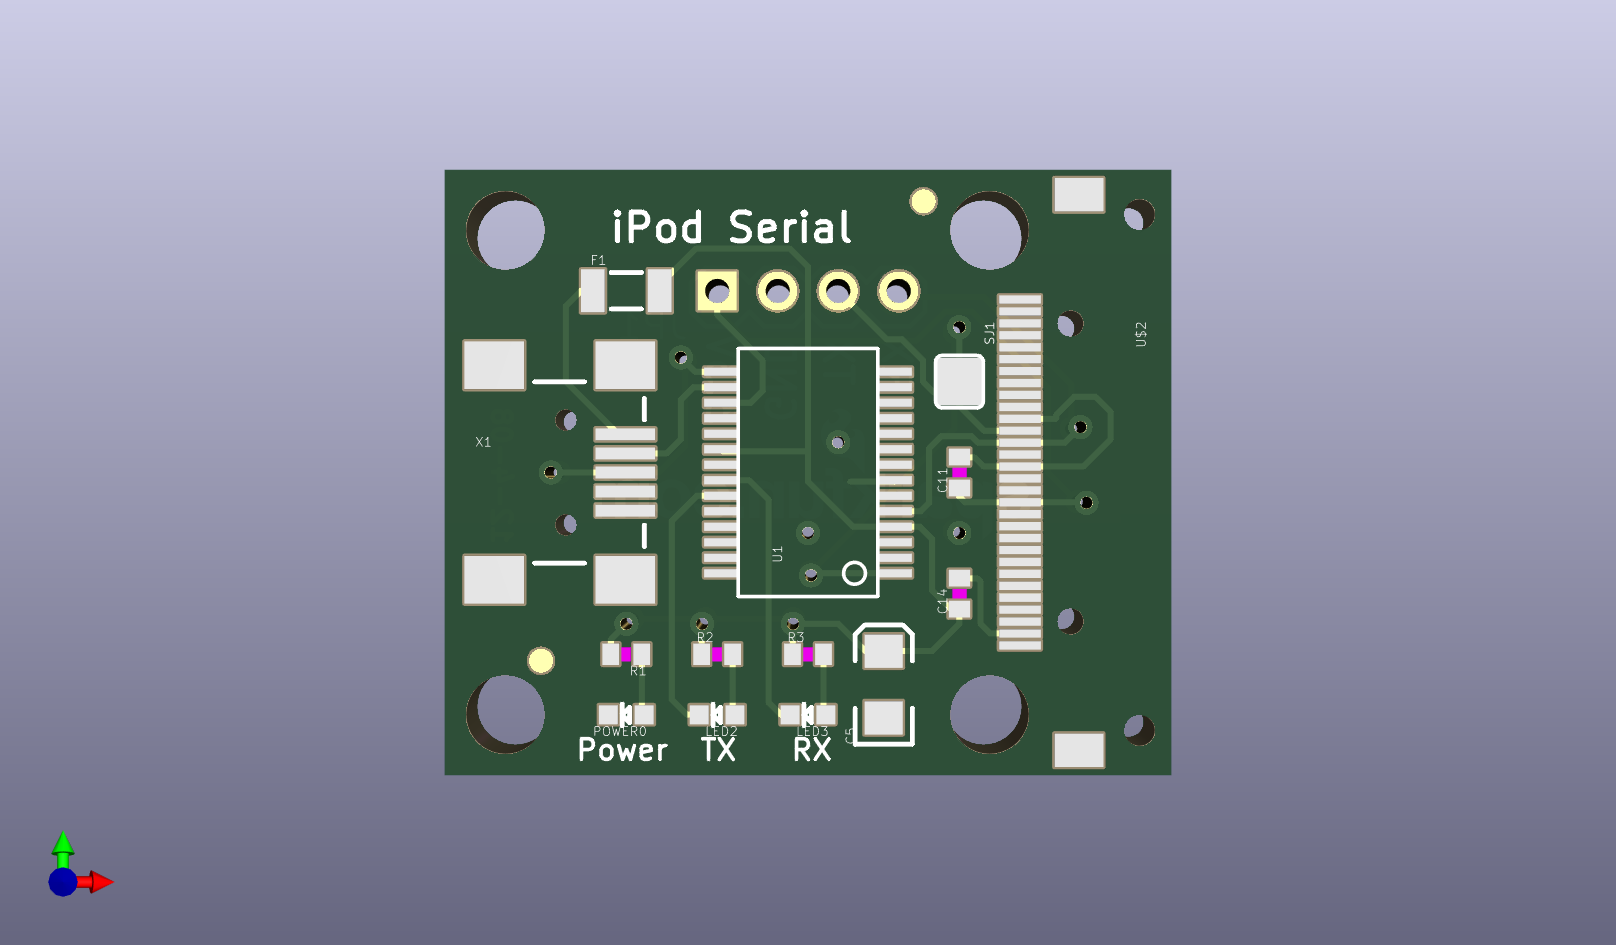 iPod Serial
F1
SJ1
U$2
X1
C11
U1
C14
R2
R3
R1
C5
POWER0
LED2
LED3
Power
TX
RX